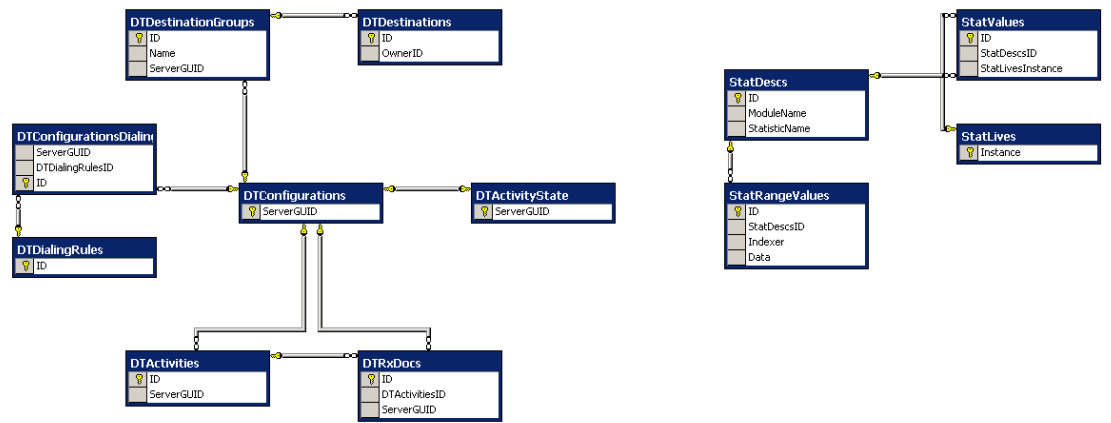 DTDestinationGroups
ID
Name
ServerGUID
DTDestinations
ID
OwnerID
StatValues
ID
StatDescsID
StatLivesInstance
StatDescs
ID
ModuleName
StatisticName
StatLives
Instance
DTConfigurationsDialing
ServerGUID
DTDialingRulesID
ID
DTConfigurations
ServerGUID
DTActivityState
ServerGUID
StatRangeValues
ID
StatDescsID
Indexer
Data
DTDialingRules
ID
DTActivities
ID
ServerGUID
DTRxDocs
ID
DTActivitiesID
ServerGUID